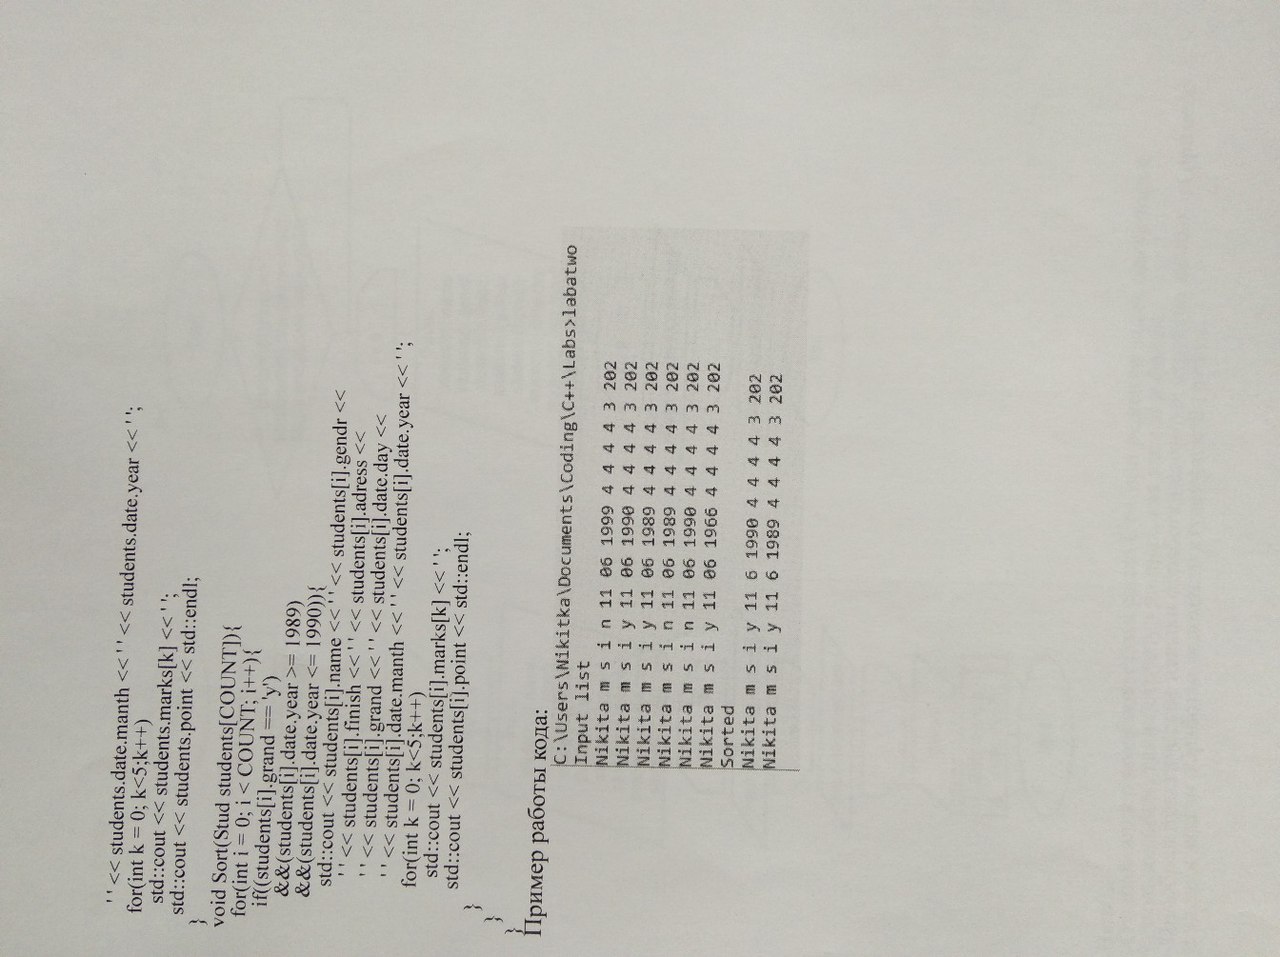 ' ' << students.date.manth << ' ' << students.date.year << ' ';
for(int k = 0; k<5;k++)
std::cout << students.marks[k] << ' ';
std::cout << students.point << std::endl;
}
void Sort(Stud students[COUNT]){
for(int i = 0; i < COUNT; i++){
if((students[i].grand == 'y')
&&(students[i].date.year >= 1989)
&&(students[i].date.year <= 1990)){
std::cout << students[i].name << ' ' << students[i].gendr <<
' ' << students[i].finish << ' ' << students[i].adress <<
' ' << students[i].grand << ' ' << students[i].date.day <<
' ' << students[i].date.manth << ' ' << students[i].date.year << ' ';
for(int k = 0; k<5;k++)
std::cout << students[i].marks[k] << ' ';
std::cout << students[i].point << std::endl;
}
}
}
Пример работы кода:
C:\Users\Nikitka\Documents\Coding\C++\Labs>labatwo
Input list
Nikita m s i n 11 06 1999 4 4 4 4 3 202
Nikita m s i y 11 06 1990 4 4 4 4 3 202
Nikita m s i y 11 06 1989 4 4 4 4 3 202
Nikita m s i n 11 06 1989 4 4 4 4 3 202
Nikita m s i n 11 06 1990 4 4 4 4 3 202
Nikita m s i y 11 06 1966 4 4 4 4 3 202
Sorted
Nikita m s i y 11 6 1990 4 4 4 4 3 202
Nikita m s i y 11 6 1989 4 4 4 4 3 202